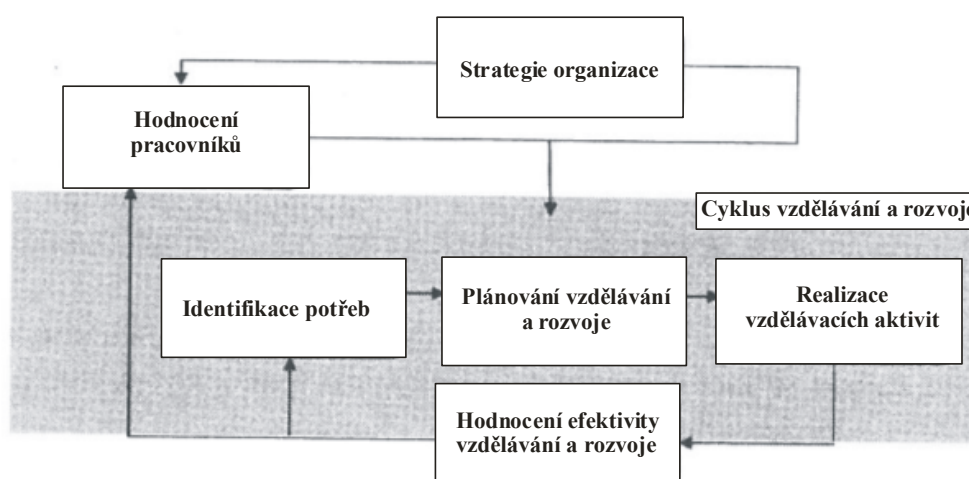 Strategie organizace
Hodnocení
pracovníků
Cyklus vzdělávání a rozvoje
Identifikace potřeb
Plánování vzdělávání
a rozvoje
Realizace
vzdělávacích aktivit
Hodnocení efektivity
vzdělávání a rozvoje